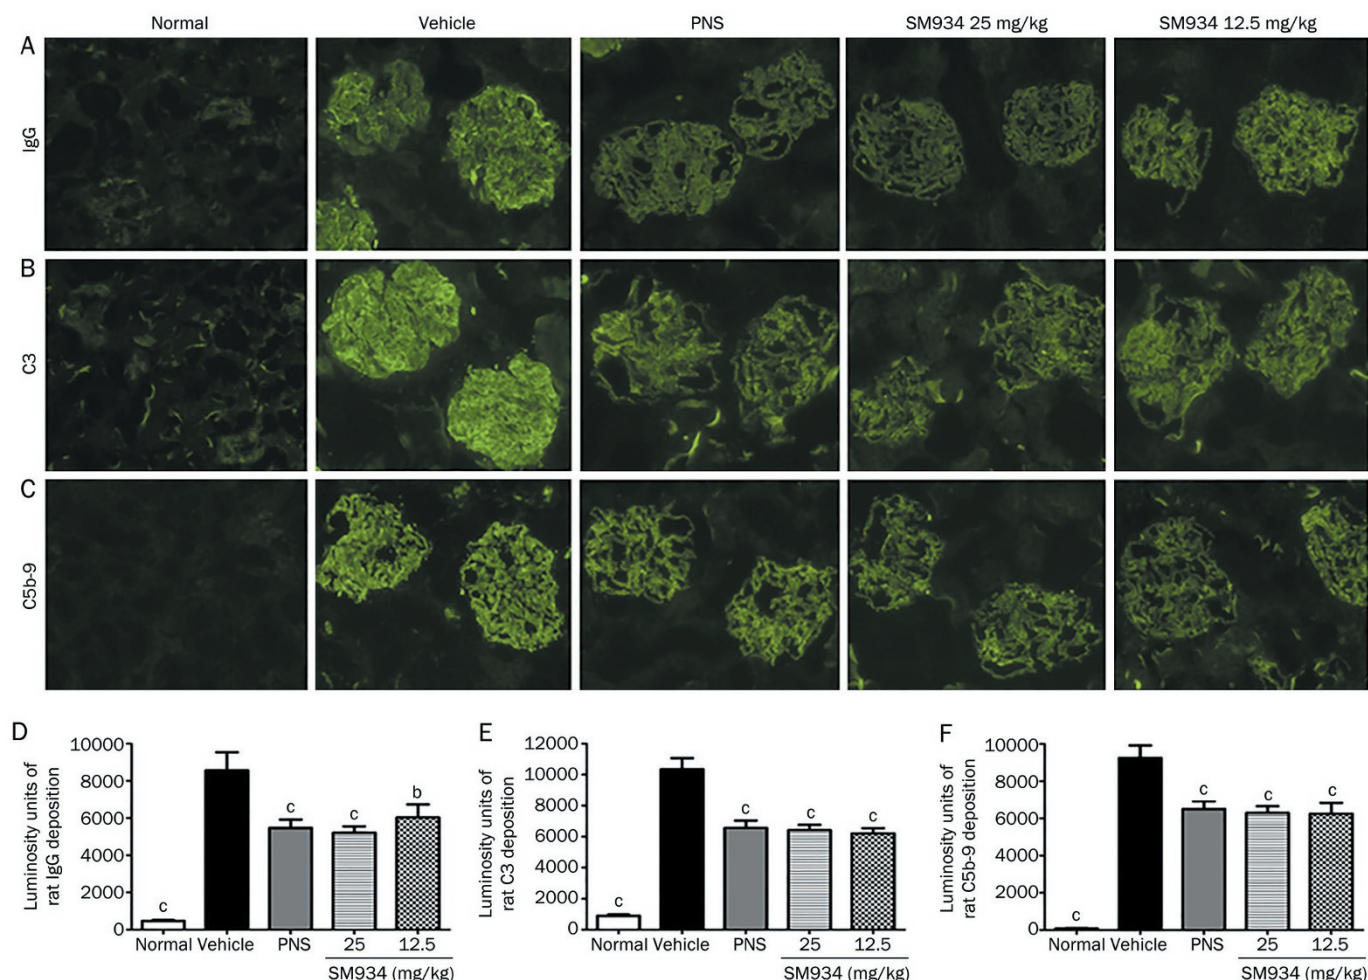 Normal Vehicle PNS SM934 25 mg/kg SM934 12.5 mg/kg
A
IgG
B
C3
C
C5b-9
D
Luminosity units of
rat IgG deposition
10000
8000
6000
4000
2000
0
c
c
c
b
Normal Vehicle PNS 25 12.5
SM934 (mg/kg)
E
Luminosity units of
rat C3 deposition
12000
10000
8000
6000
4000
2000
0
c
c
c
c
Normal Vehicle PNS 25 12.5
SM934 (mg/kg)
F
Luminosity units of
rat C5b-9 deposition
10000
8000
6000
4000
2000
0
c
c
c
c
Normal Vehicle PNS 25 12.5
SM934 (mg/kg)